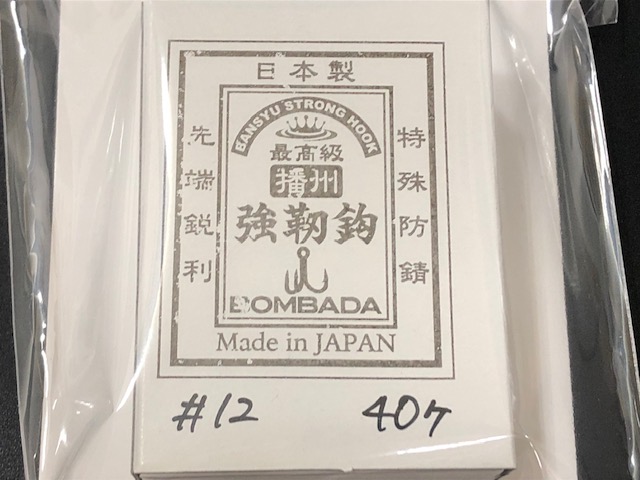 日本製
BANSYU STRONG HOOK
最高級
播州
強靭鈎
先端鋭利
特殊防錆
BOMBADA
Made in JAPAN
#12 40ヶ